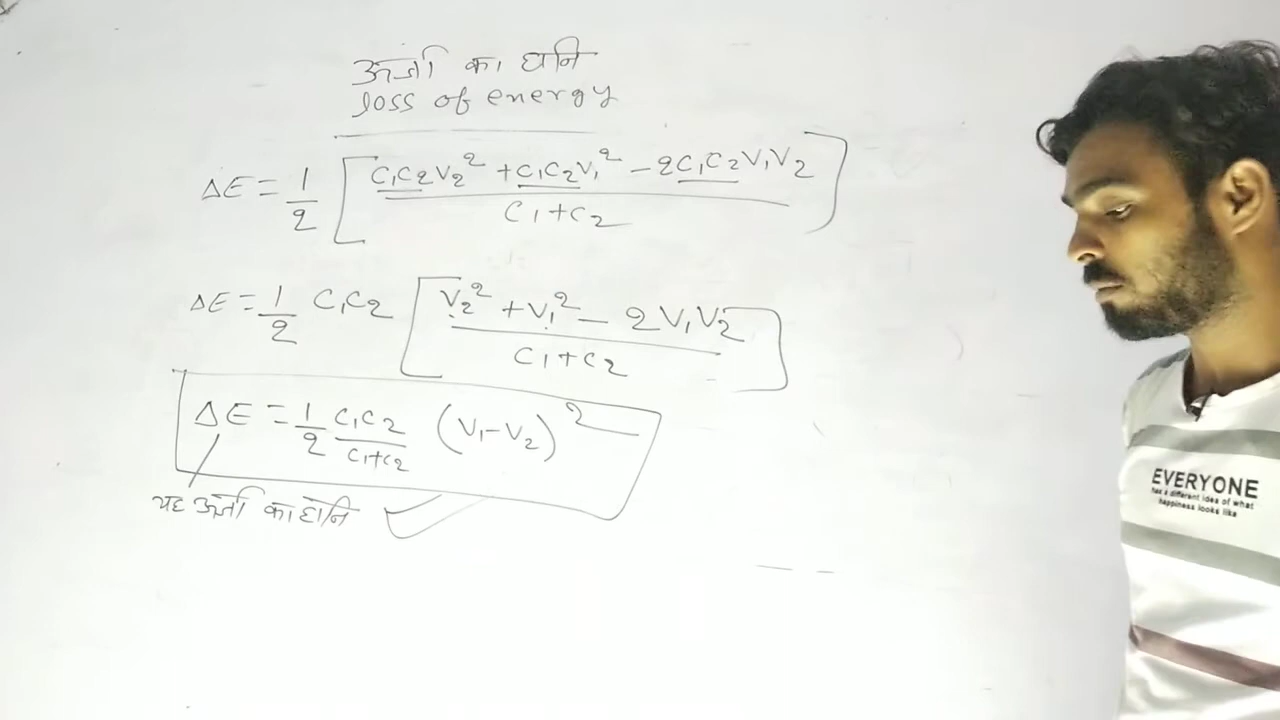 ऊर्जा का हानि
loss of energy
ΔE = 1/2 [ (C₁C₂V₂² + C₁C₂V₁² - 2C₁C₂V₁V₂) / (C₁+C₂) ]
ΔE = 1/2 C₁C₂ [ (V₂² + V₁² - 2V₁V₂) / (C₁+C₂) ]
ΔE = 1/2 C₁C₂/(C₁+C₂) (V₁-V₂)²
यह ऊर्जा का हानि
EVERYONE
has a different idea of what
happiness looks like